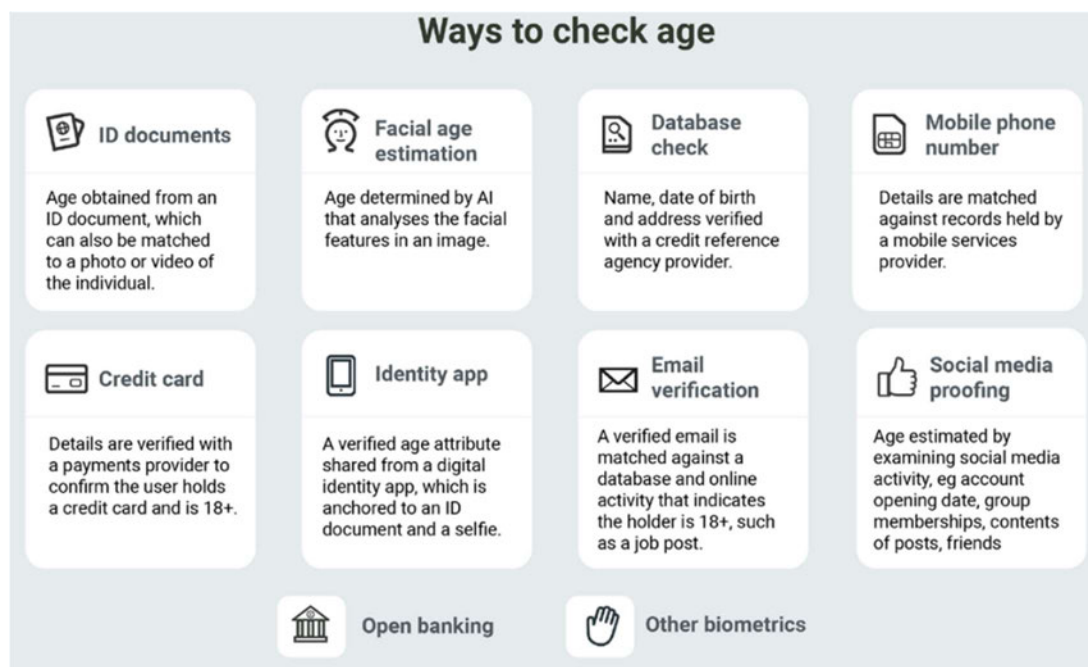 Ways to check age
ID documents
Age obtained from an
ID document, which
can also be matched
to a photo or video of
the individual.
Facial age
estimation
Age determined by AI
that analyses the facial
features in an image.
Database
check
Name, date of birth
and address verified
with a credit reference
agency provider.
Mobile phone
number
Details are matched
against records held by
a mobile services
provider.
Credit card
Details are verified with
a payments provider to
confirm the user holds
a credit card and is 18+.
Identity app
A verified age attribute
shared from a digital
identity app, which is
anchored to an ID
document and a selfie.
Email
verification
A verified email is
matched against a
database and online
activity that indicates
the holder is 18+, such
as a job post.
Social media
proofing
Age estimated by
examining social media
activity, eg account
opening date, group
memberships, contents
of posts, friends
Open banking
Other biometrics